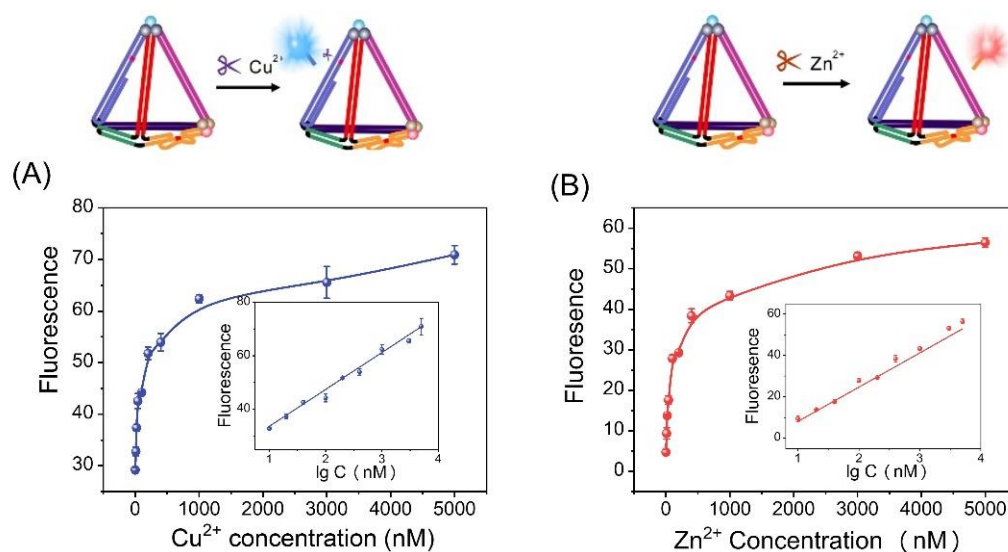 Cu²⁺
Zn²⁺
(A)
80
70
60
50
40
30
Fluorescence
0 1000 2000 3000 4000 5000
Cu²⁺ concentration (nM)
80
60
40
Fluorescence
1 2 3 4
lg C (nM)
(B)
60
50
40
30
20
10
0
Fluoresence
0 1000 2000 3000 4000 5000
Zn²⁺ Concentration (nM)
60
40
20
0
Fluorescence
1 2 3 4
lg C (nM)